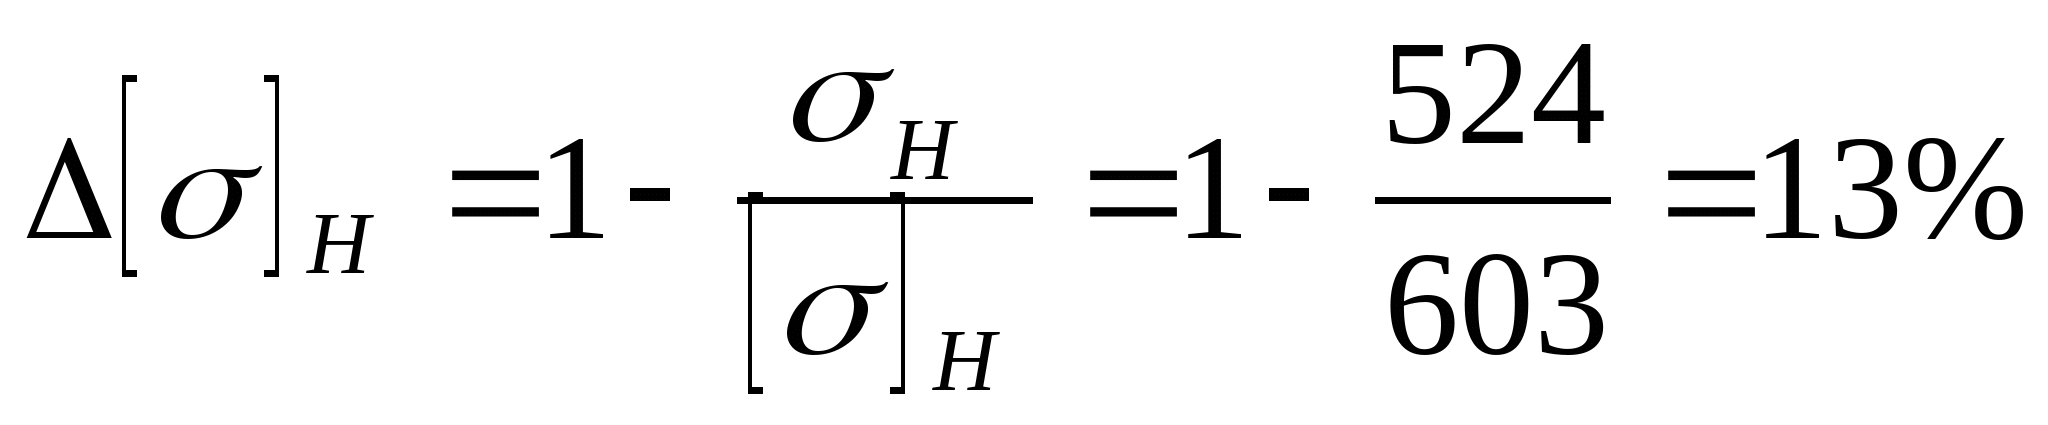 Δ[σ]_H = 1 - σ_H / [σ]_H = 1 - 524 / 603 = 13%